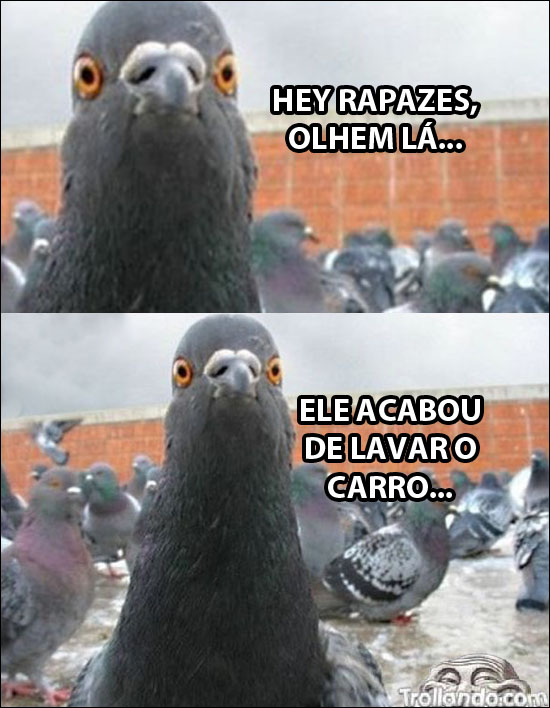 HEY RAPAZES,
OLHEM LÁ...
ELE ACABOU
DE LAVAR O
CARRO...
Trollando.com